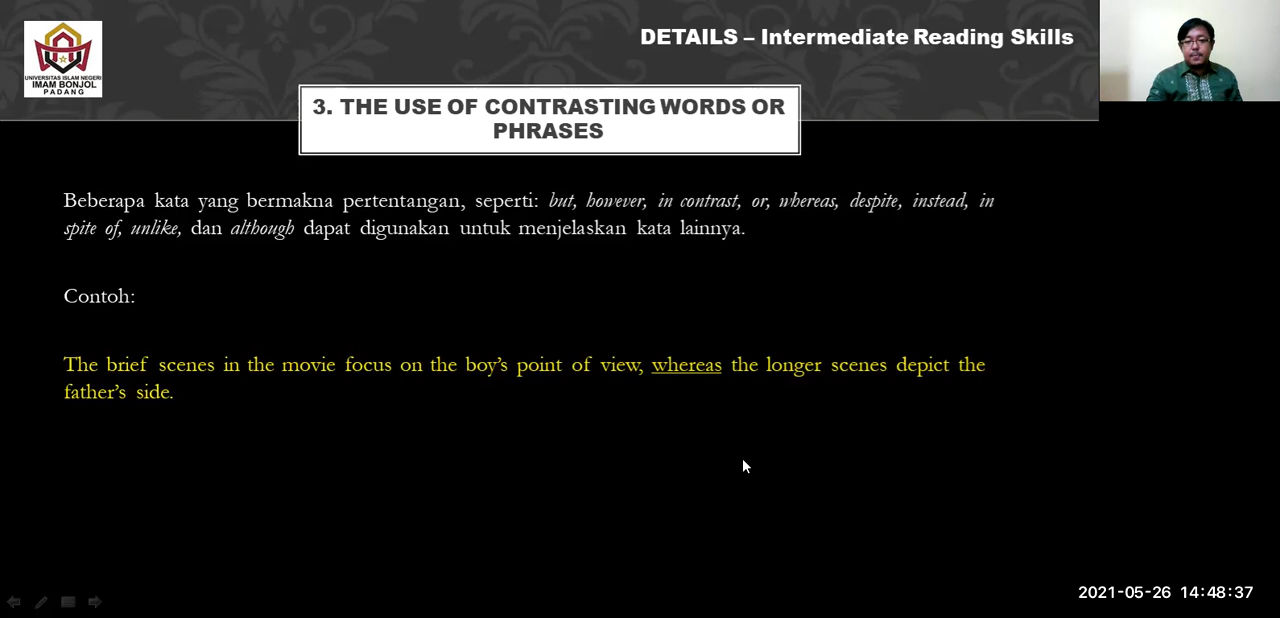 UNIVERSITAS ISLAM NEGERI
IMAM BONJOL
PADANG
DETAILS – Intermediate Reading Skills
3. THE USE OF CONTRASTING WORDS OR
PHRASES
Beberapa kata yang bermakna pertentangan, seperti: but, however, in contrast, or, whereas, despite, instead, in
spite of, unlike, dan although dapat digunakan untuk menjelaskan kata lainnya.
Contoh:
The brief scenes in the movie focus on the boy’s point of view, whereas the longer scenes depict the
father’s side.
2021-05-26 14:48:37